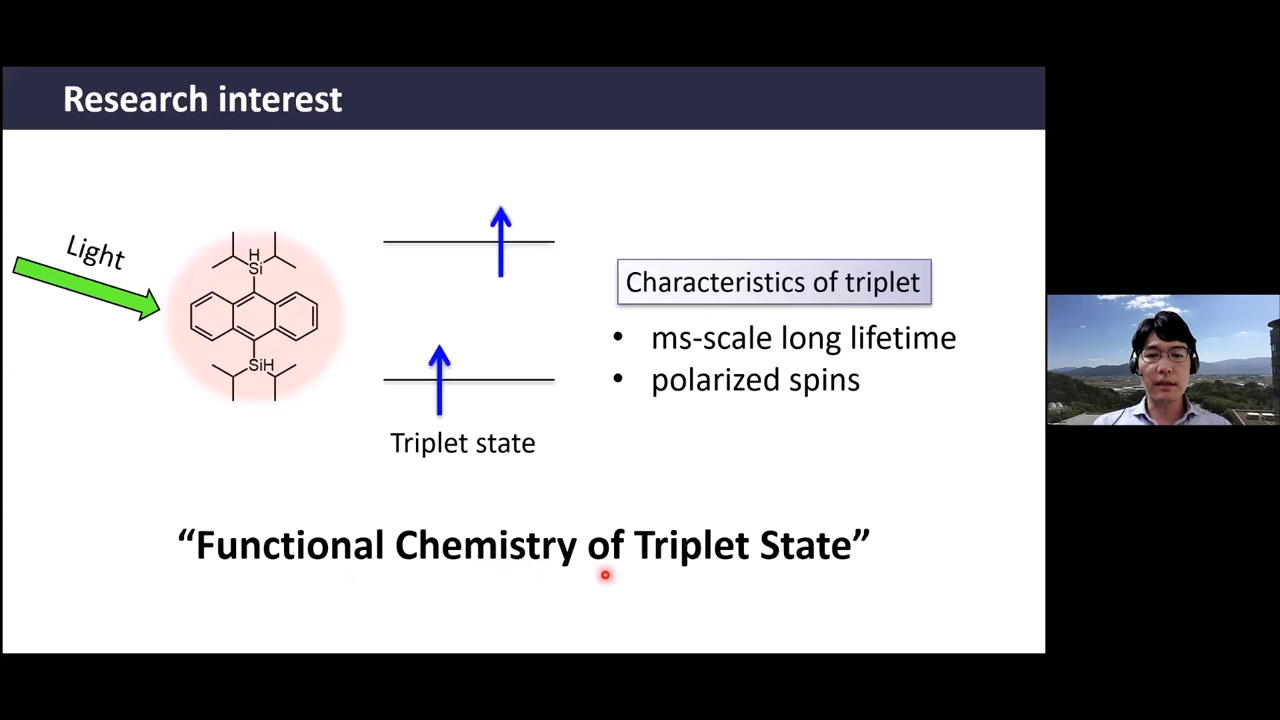 Research interest
Light
H
Si
SiH
Triplet state
Characteristics of triplet
• ms-scale long lifetime
• polarized spins
“Functional Chemistry of Triplet State”